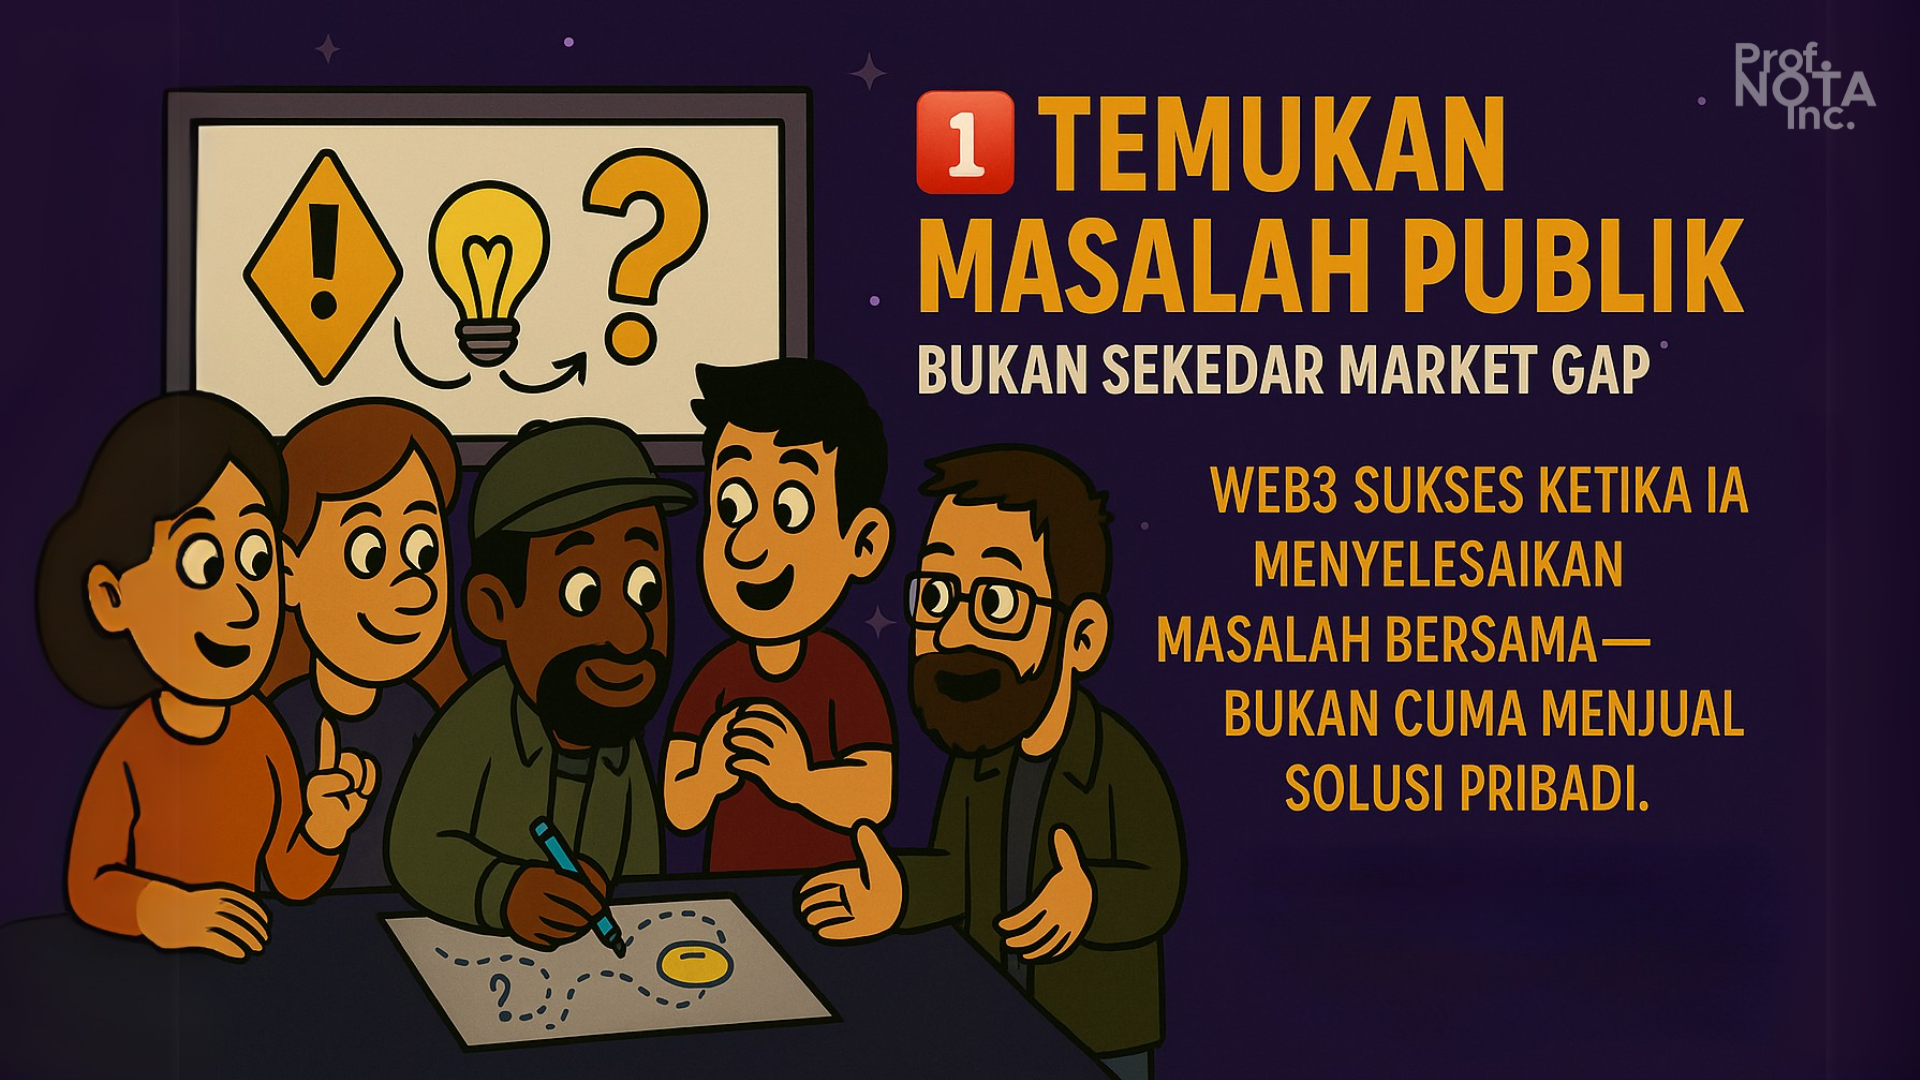 Prof.
NOTA
Inc.
1 TEMUKAN
MASALAH PUBLIK
BUKAN SEKEDAR MARKET GAP
WEB3 SUKSES KETIKA IA
MENYELESAIKAN
MASALAH BERSAMA—
BUKAN CUMA MENJUAL
SOLUSI PRIBADI.
! ?
?